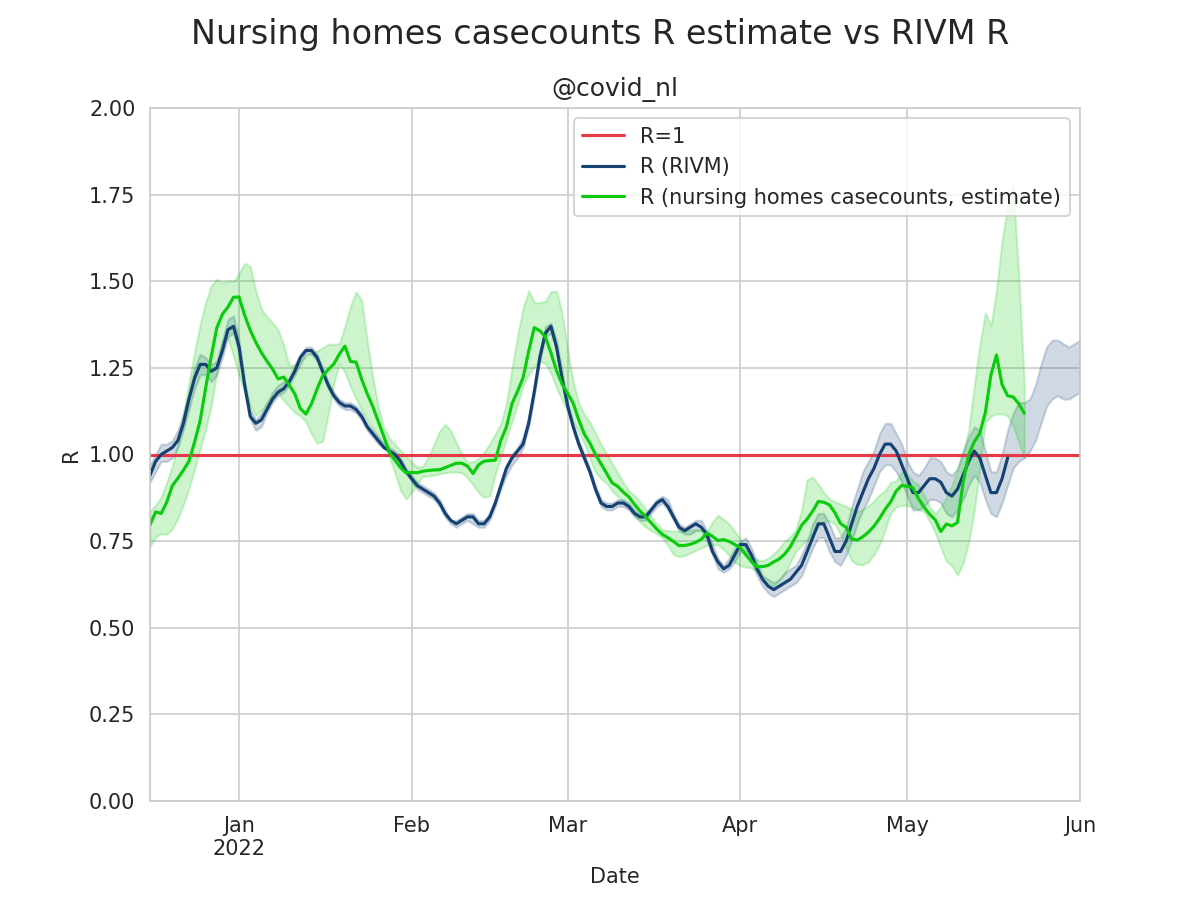 Nursing homes casecounts R estimate vs RIVM R
@covid_nl
2.00
R=1
R (RIVM)
R (nursing homes casecounts, estimate)
1.75
1.50
1.25
1.00
0.75
0.50
0.25
0.00
R
Jan Feb Mar Apr May Jun
2022
Date